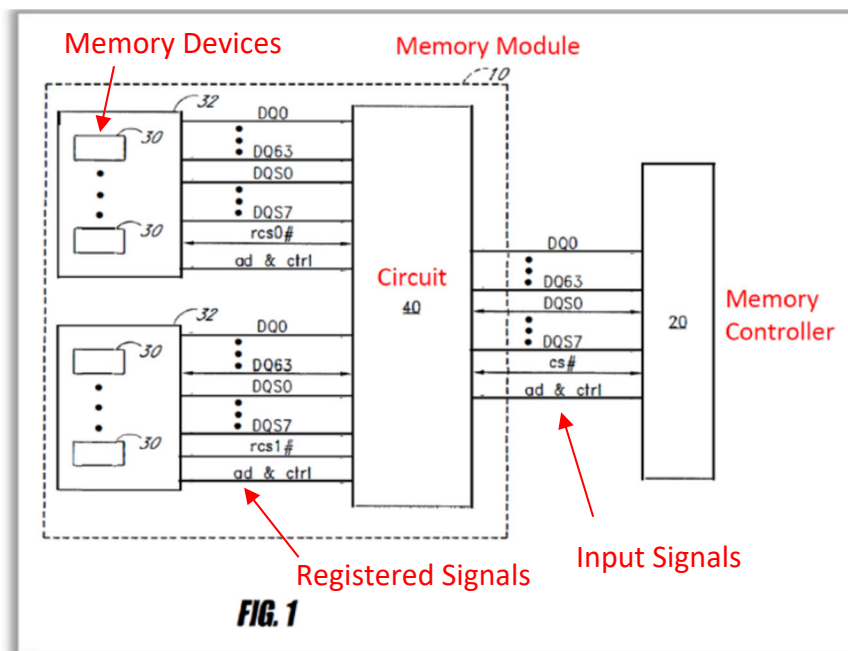 Memory Devices
Memory Module
10
32
30
30
DQ0
DQ63
DQS0
DQS7
rcs0#
ad & ctrl
32
30
30
DQ0
DQ63
DQS0
DQS7
rcs1#
ad & ctrl
Circuit
40
DQ0
DQ63
DQS0
DQS7
cs#
ad & ctrl
20
Memory
Controller
Registered Signals
Input Signals
FIG. 1